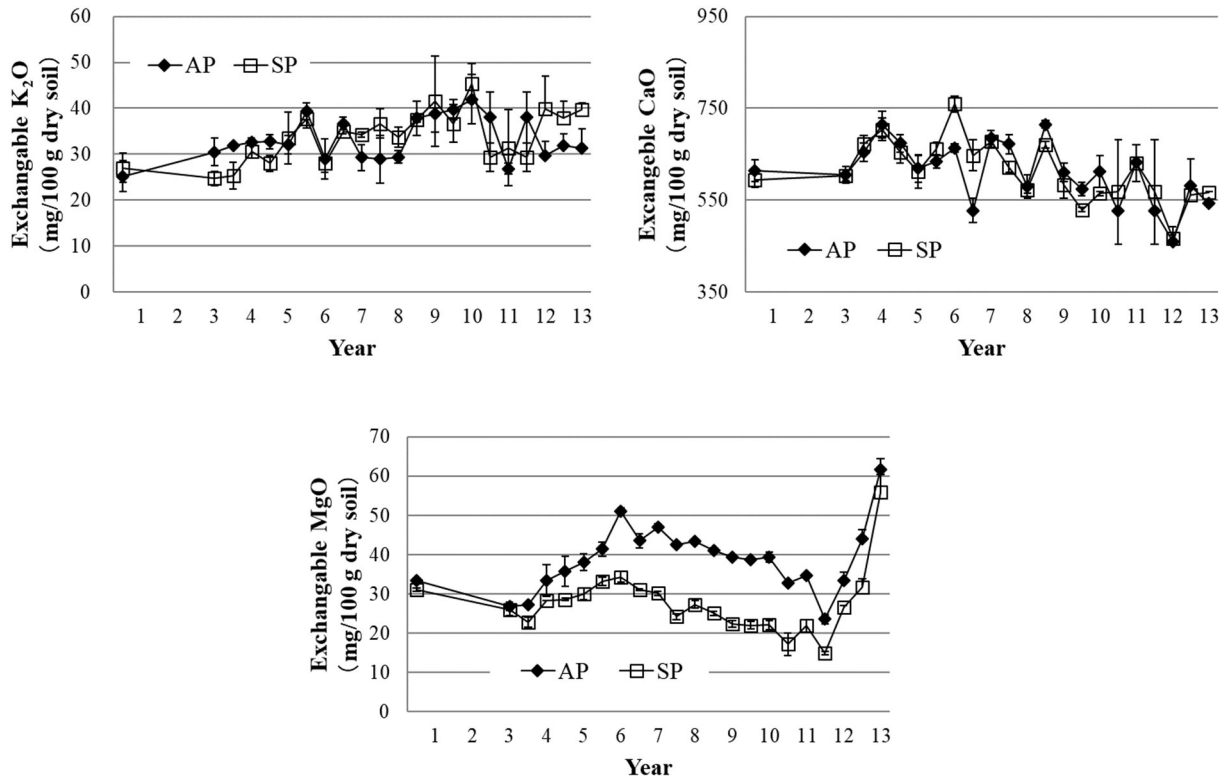 Exchangable K₂O
（mg/100 g dry soil）
60
50
40
30
20
10
0
AP SP
1 2 3 4 5 6 7 8 9 10 11 12 13
Year
Excangeble CaO
（mg/100 g dry soil）
950
750
550
350
AP SP
1 2 3 4 5 6 7 8 9 10 11 12 13
Year
Exchangable MgO
（mg/100 g dry soil）
70
60
50
40
30
20
10
0
AP SP
1 2 3 4 5 6 7 8 9 10 11 12 13
Year